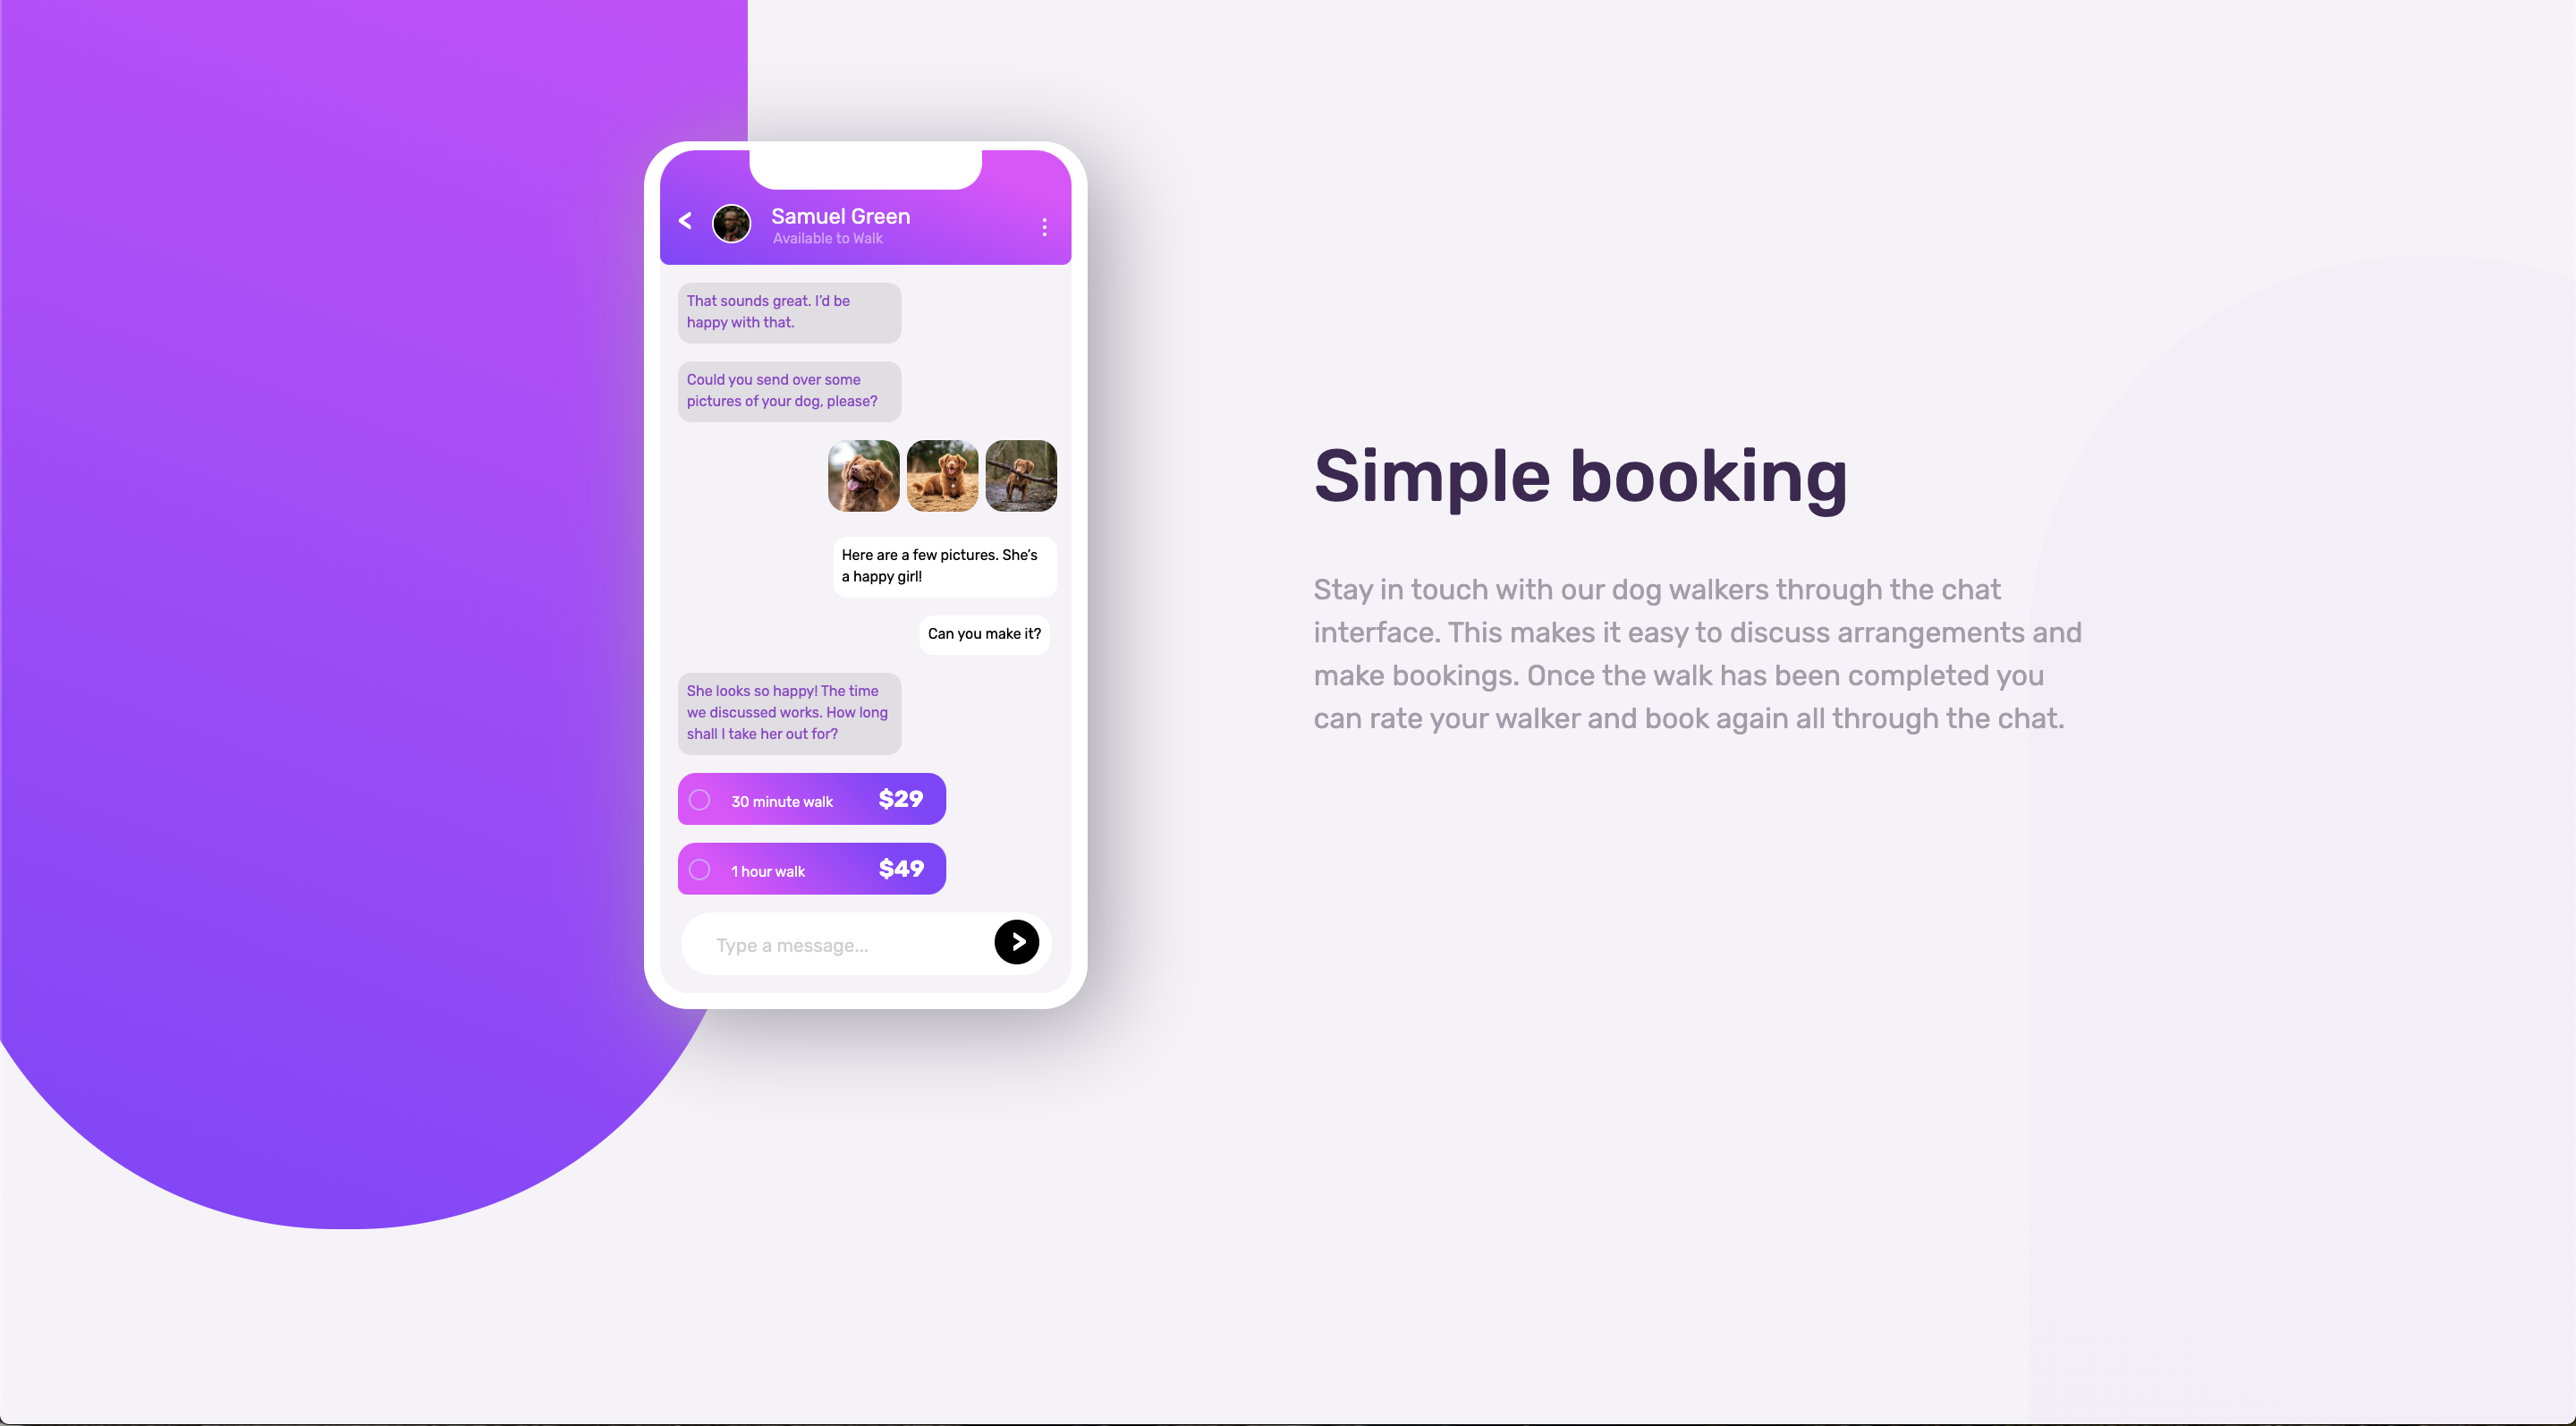 Samuel Green
Available to Walk
That sounds great. I’d be
happy with that.
Could you send over some
pictures of your dog, please?
Here are a few pictures. She’s
a happy girl!
Can you make it?
She looks so happy! The time
we discussed works. How long
shall I take her out for?
30 minute walk $29
1 hour walk $49
Type a message...
Simple booking
Stay in touch with our dog walkers through the chat
interface. This makes it easy to discuss arrangements and
make bookings. Once the walk has been completed you
can rate your walker and book again all through the chat.